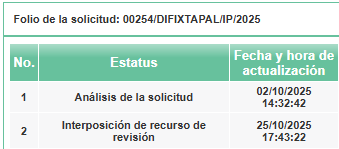 Folio de la solicitud: 00254/DIFIXTAPAL/IP/2025
No. Estatus Fecha y hora de
actualización
1 Análisis de la solicitud 02/10/2025
14:32:42
2 Interposición de recurso de
revisión 25/10/2025
17:43:22